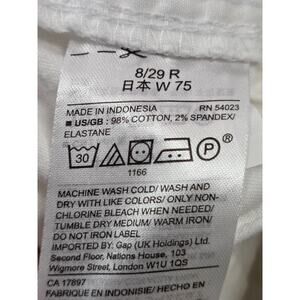 8/29 R
日本 W 75
MADE IN INDONESIA RN 54023
■ US/GB: 98% COTTON, 2% SPANDEX/
ELASTANE
30
P
1166
MACHINE WASH COLD/ WASH AND
DRY WITH LIKE COLORS/ ONLY NON-
CHLORINE BLEACH WHEN NEEDED/
TUMBLE DRY MEDIUM/ WARM IRON/
DO NOT IRON LABEL
IMPORTED BY: Gap (UK Holdings) Ltd.
Second Floor, Nations House, 103
Wigmore Street, London W1U 1QS
CA 17897
FABRIQUÉ EN INDONISIE/ HECHO EN